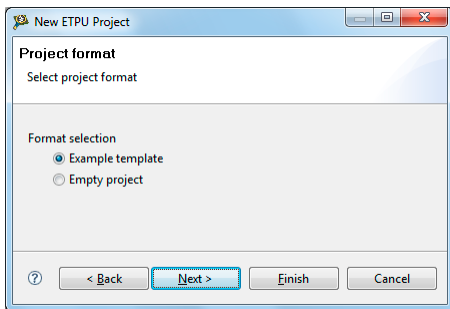 New ETPU Project
Project format
Select project format
Format selection
Example template
Empty project
? < Back Next > Finish Cancel